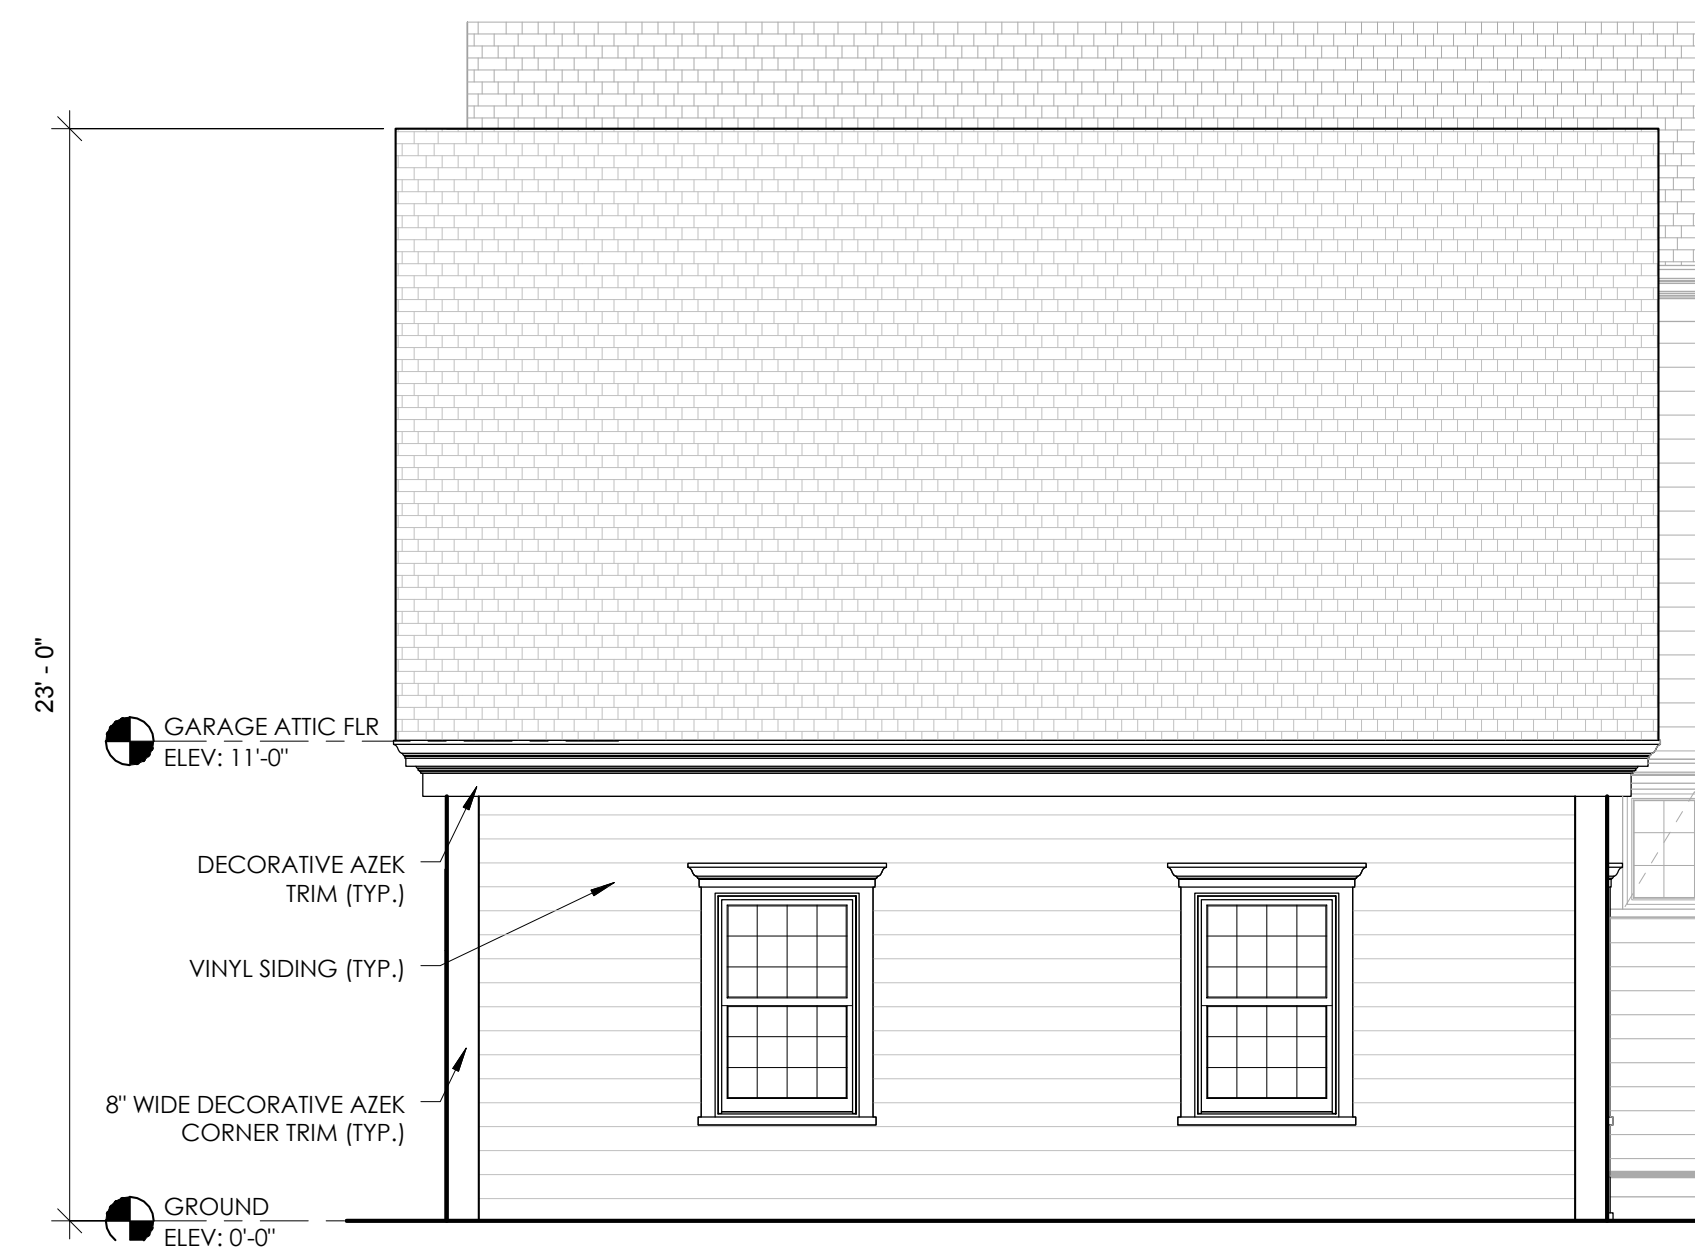 23' - 0"
GARAGE ATTIC FLR
ELEV: 11'-0"
DECORATIVE AZEK
TRIM (TYP.)
VINYL SIDING (TYP.)
8" WIDE DECORATIVE AZEK
CORNER TRIM (TYP.)
GROUND
ELEV: 0'-0"